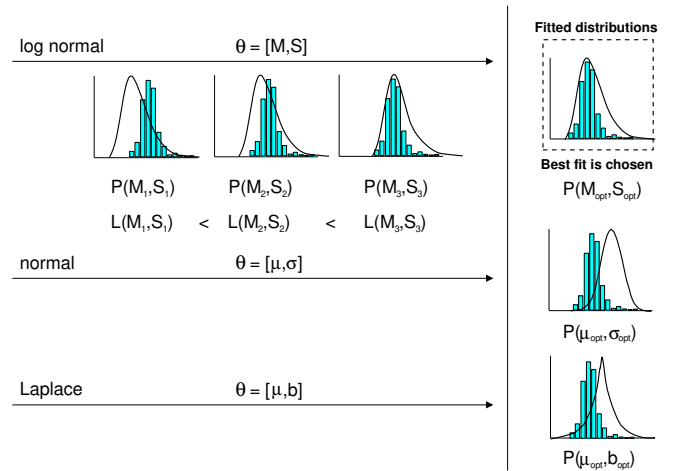 log normal θ = [M,S]
P(M₁,S₁) P(M₂,S₂) P(M₃,S₃)
L(M₁,S₁) < L(M₂,S₂) < L(M₃,S₃)
normal θ = [μ,σ]
Laplace θ = [μ,b]
Fitted distributions
Best fit is chosen
P(Mₒₚₜ,Sₒₚₜ)
P(μₒₚₜ,σₒₚₜ)
P(μₒₚₜ,bₒₚₜ)